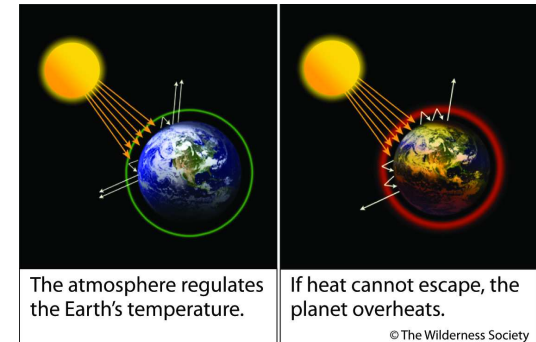 The atmosphere regulates
the Earth's temperature.
If heat cannot escape, the
planet overheats.
© The Wilderness Society